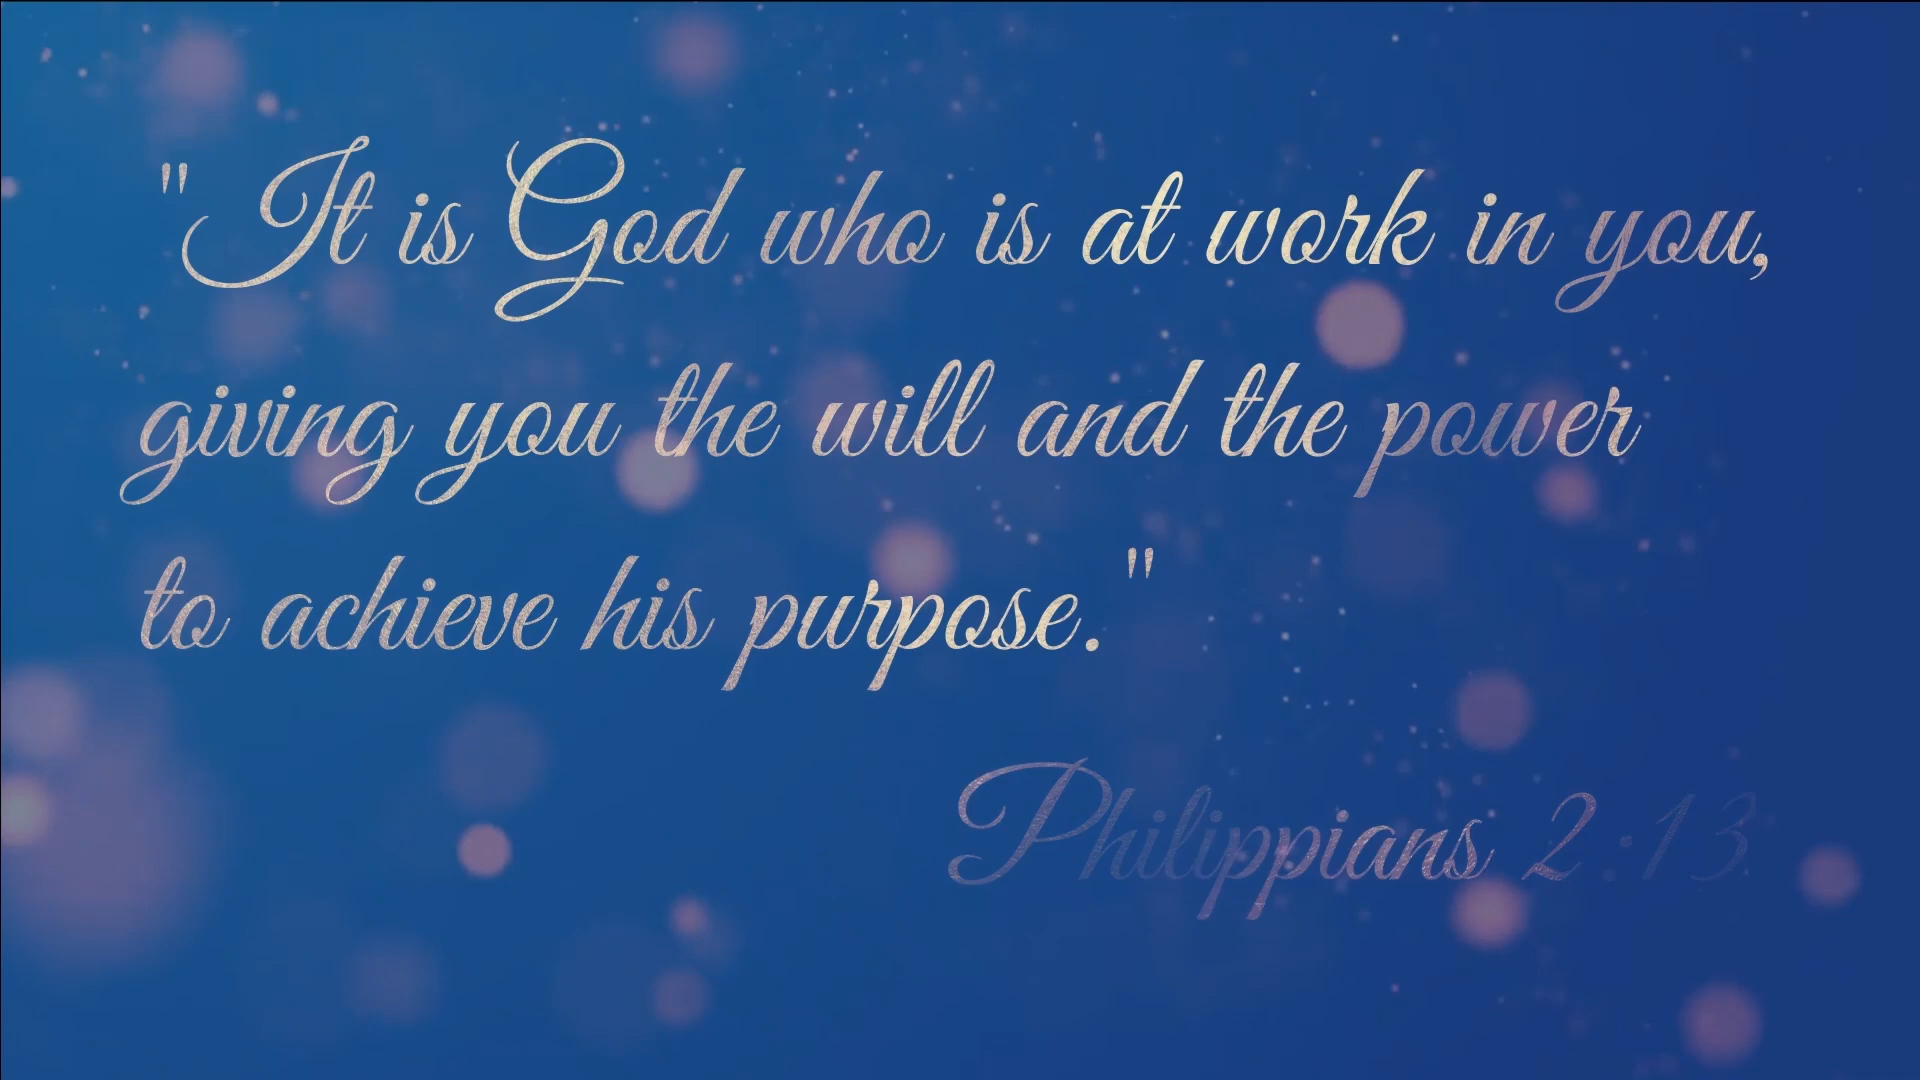 "It is God who is at work in you,
giving you the will and the power
to achieve his purpose."
Philippians 2:13